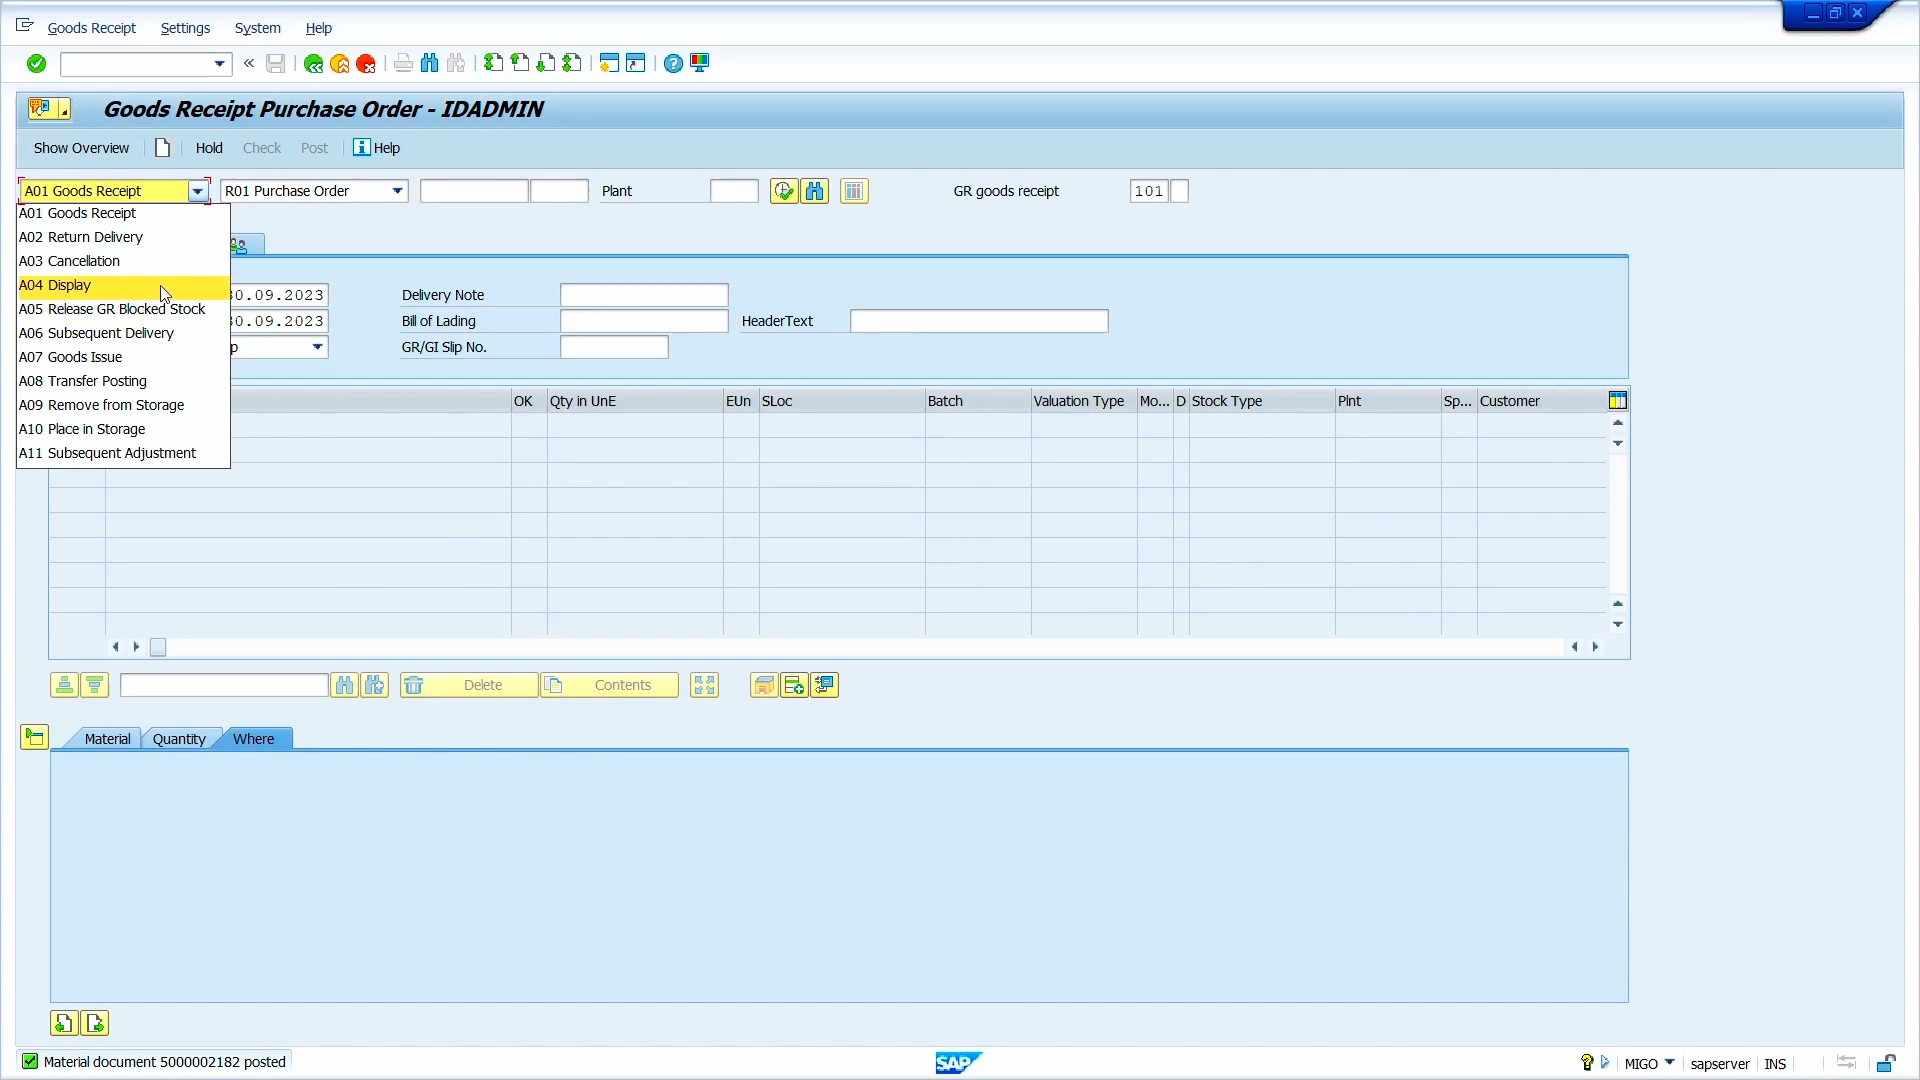 Goods Receipt Settings System Help
Goods Receipt Purchase Order - IDADMIN
Show Overview Hold Check Post Help
A01 Goods Receipt R01 Purchase Order Plant GR goods receipt 101
A01 Goods Receipt
A02 Return Delivery
A03 Cancellation
A04 Display
A05 Release GR Blocked Stock
A06 Subsequent Delivery
A07 Goods Issue
A08 Transfer Posting
A09 Remove from Storage
A10 Place in Storage
A11 Subsequent Adjustment
30.09.2023 Delivery Note
30.09.2023 Bill of Lading HeaderText
p GR/GI Slip No.
OK Qty in UnE EUn SLoc Batch Valuation Type Mo... D Stock Type Plnt Sp... Customer
Delete Contents
Material Quantity Where
Material document 5000002182 posted SAP MIGO sapserver INS